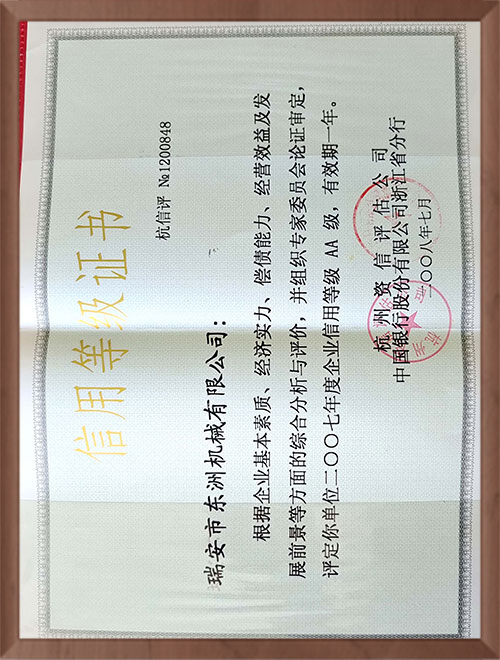 信用等级证书
杭信评 №1200848
瑞安市东洲机械有限公司：
根据企业基本素质、经济实力、偿债能力、经营效益及发
展前景等方面的综合分析与评价，并组织专家委员会论证审定，
评定你单位二〇〇七年度企业信用等级 AA 级，有效期一年。
杭州资信评估公司
中国银行股份有限公司浙江省分行
二〇〇八年七月